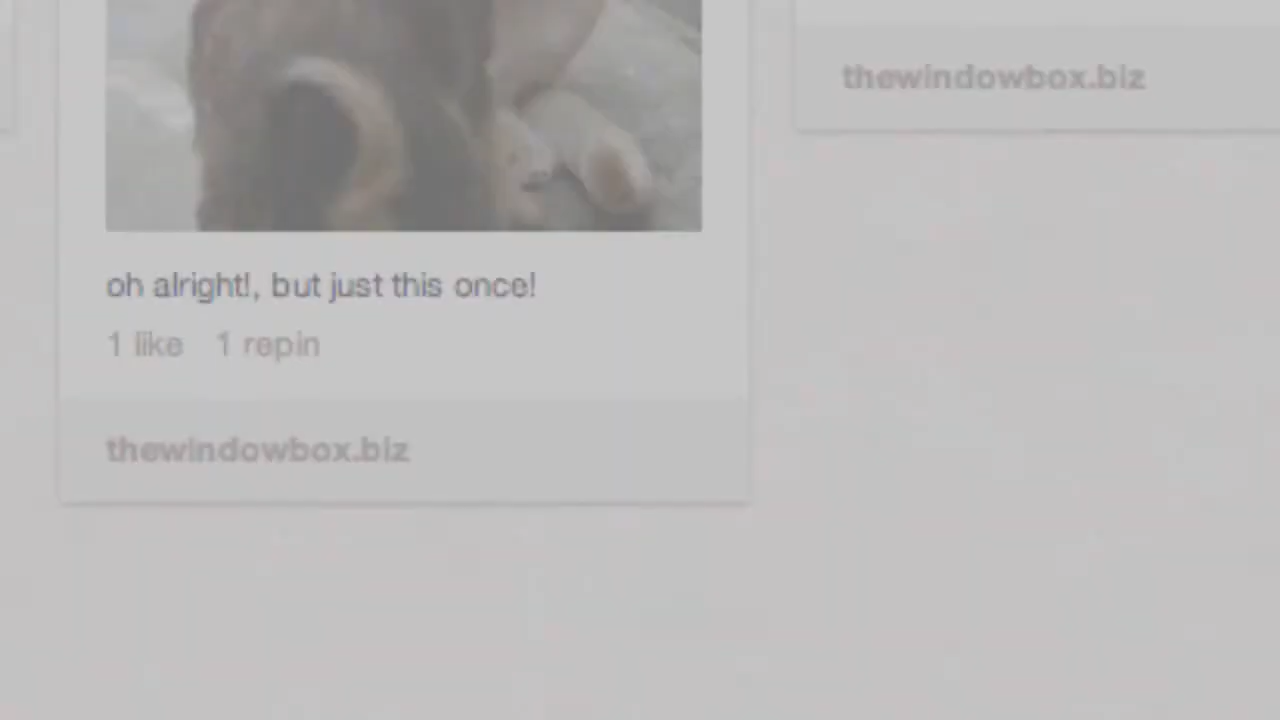 thewindowbox.biz
oh alright!, but just this once!
1 like 1 repin
thewindowbox.biz